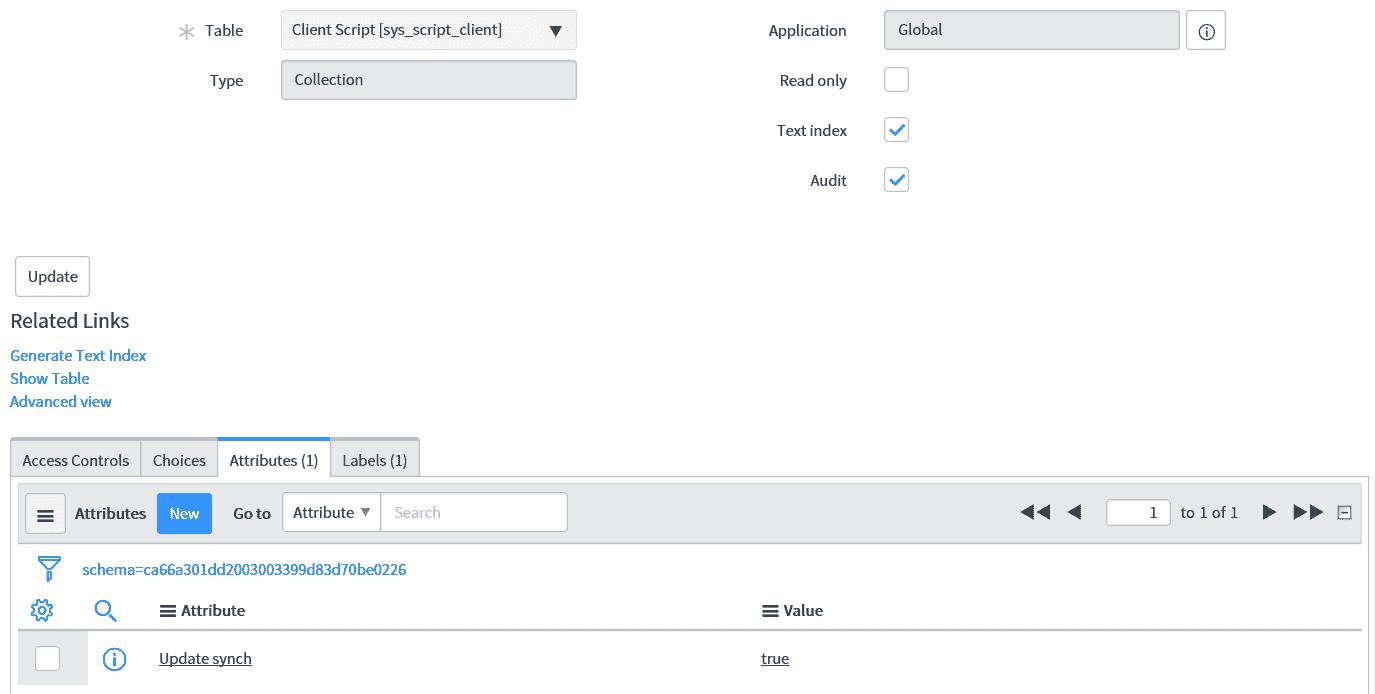 Table Client Script [sys_script_client] Application Global
Type Collection Read only
Text index
Audit
Update
Related Links
Generate Text Index
Show Table
Advanced view
Access Controls Choices Attributes (1) Labels (1)
Attributes New Go to Attribute Search 1 to 1 of 1
schema=ca66a301dd2003003399d83d70be0226
Attribute Value
Update synch true